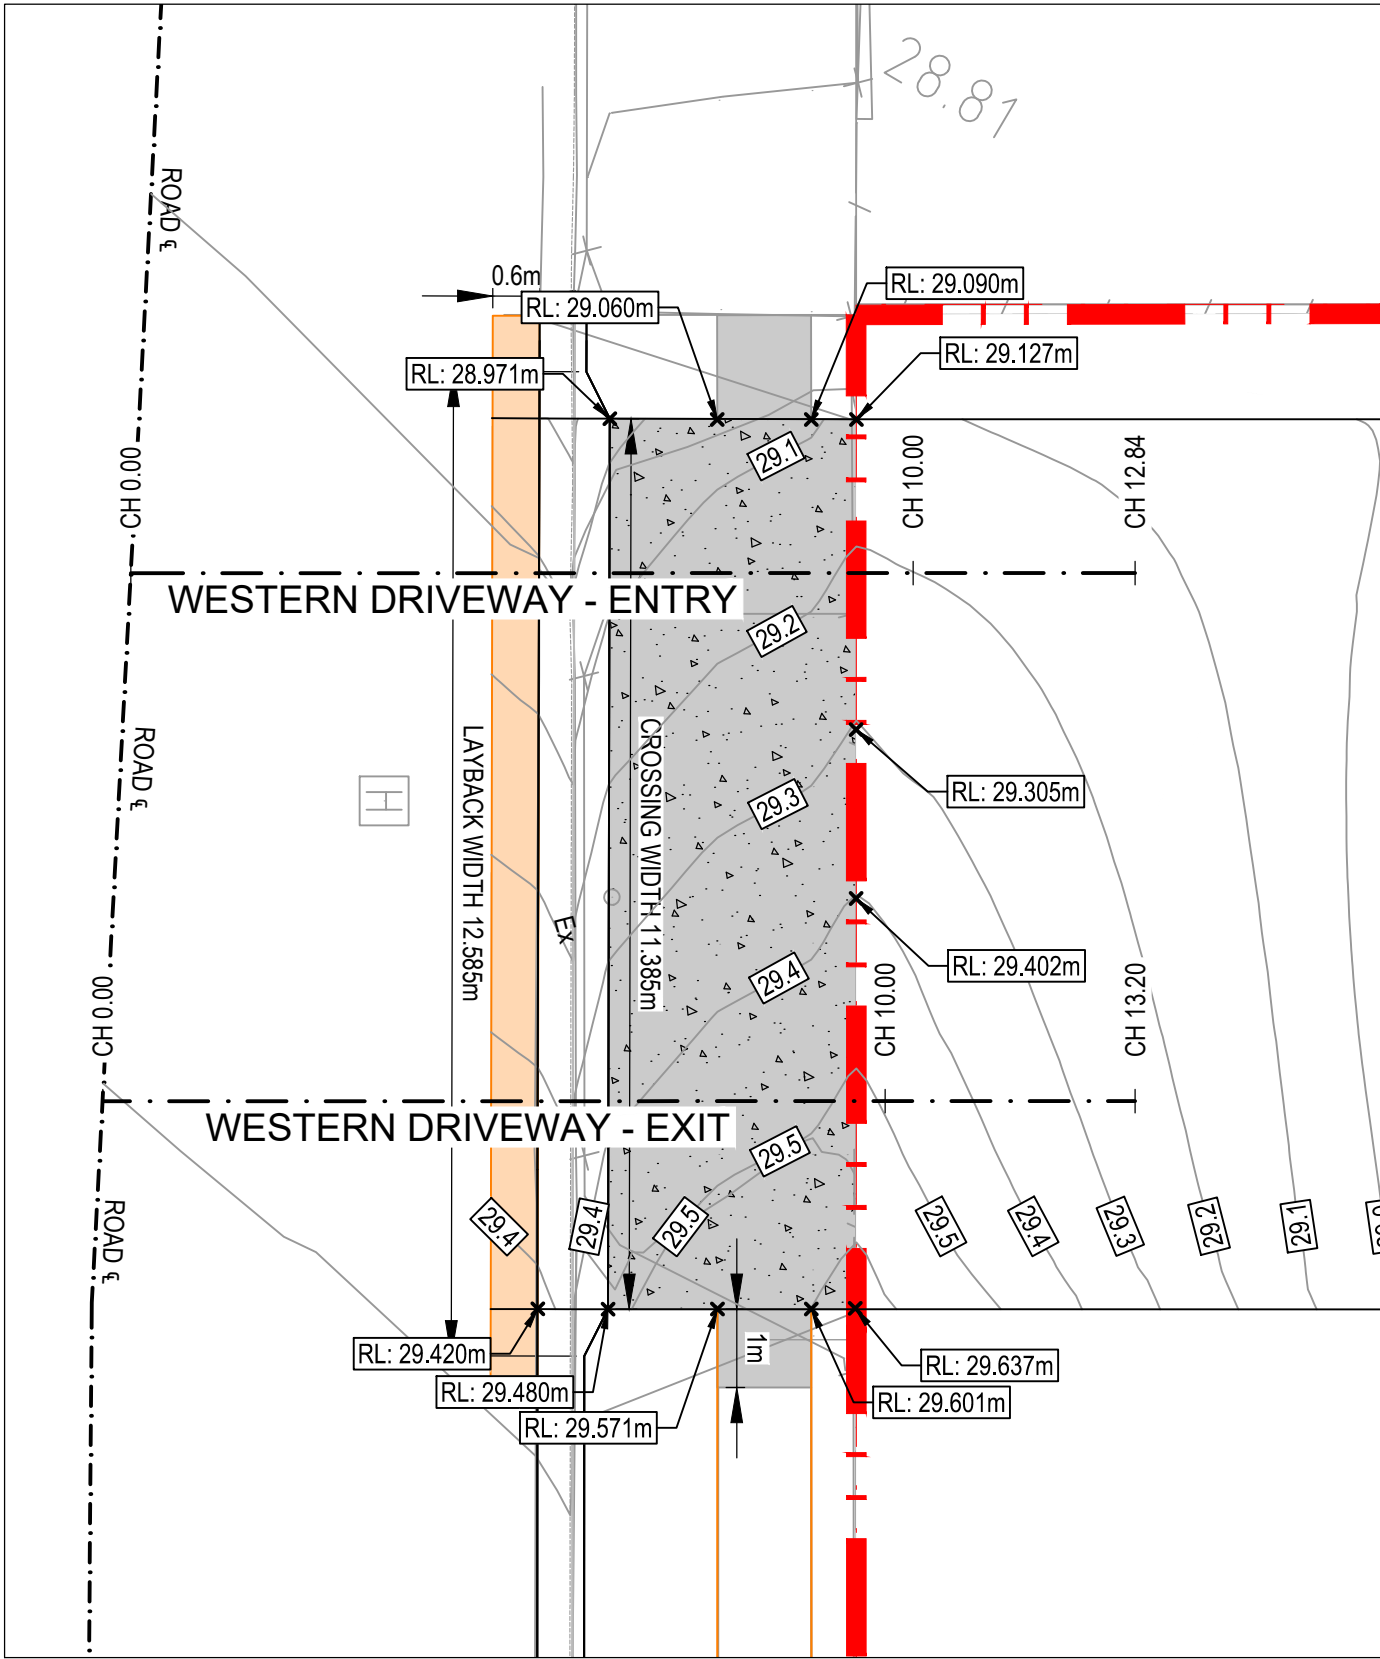 28.81
ROAD ℄
0.6m
RL: 29.060m
RL: 29.090m
RL: 28.971m
RL: 29.127m
CH 0.00
29.1
CH 10.00
CH 12.84
WESTERN DRIVEWAY - ENTRY
29.2
ROAD ℄
H
LAYBACK WIDTH 12.585m
CROSSING WIDTH 11.385m
29.3
RL: 29.305m
Ex
29.4
RL: 29.402m
CH 0.00
CH 10.00
CH 13.20
WESTERN DRIVEWAY - EXIT
29.5
ROAD ℄
29.4
29.4
29.5
29.5
29.4
29.3
29.2
29.1
RL: 29.420m
1m
RL: 29.637m
RL: 29.480m
RL: 29.601m
RL: 29.571m